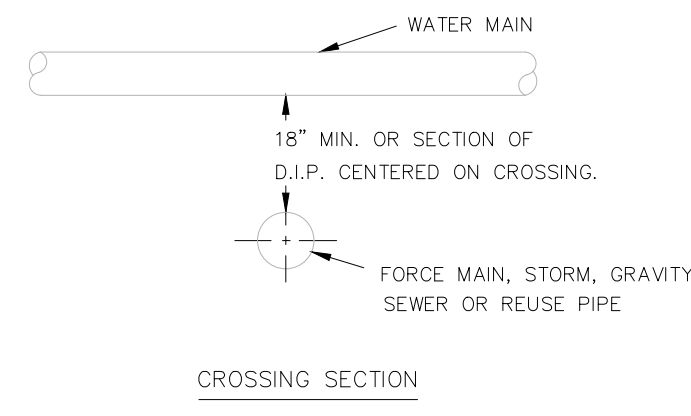 WATER MAIN
18” MIN. OR SECTION OF
D.I.P. CENTERED ON CROSSING.
FORCE MAIN, STORM, GRAVITY
SEWER OR REUSE PIPE
CROSSING SECTION